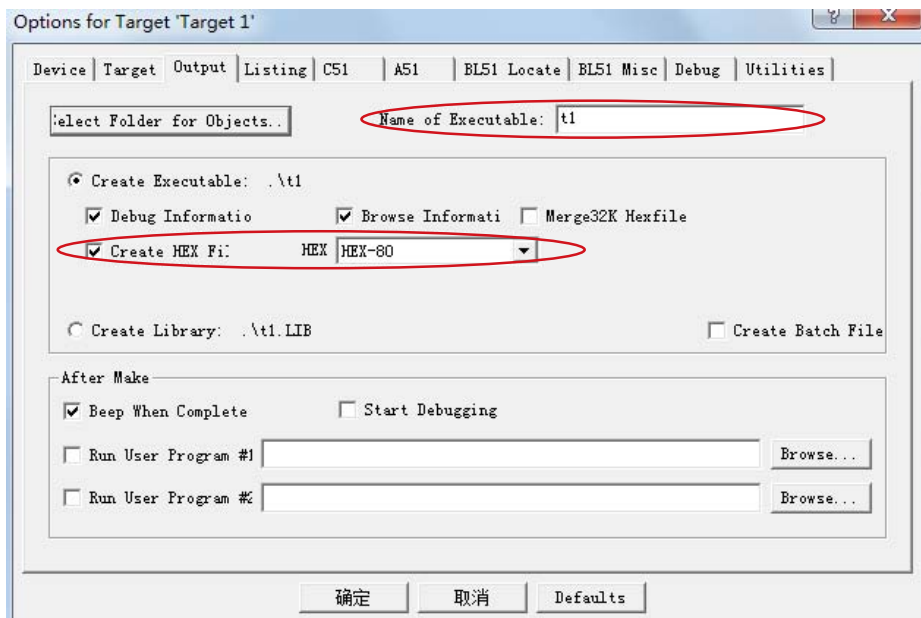 Options for Target 'Target 1'
Device Target Output Listing C51 A51 BL51 Locate BL51 Misc Debug Utilities
elect Folder for Objects.. Name of Executable: t1
Create Executable: .\t1
Debug Informatio Browse Informati Merge32K Hexfile
Create HEX Fi HEX HEX-80
Create Library: .\t1.LIB Create Batch File
After Make
Beep When Complete Start Debugging
Run User Program #1 Browse...
Run User Program #2 Browse...
确定 取消 Defaults